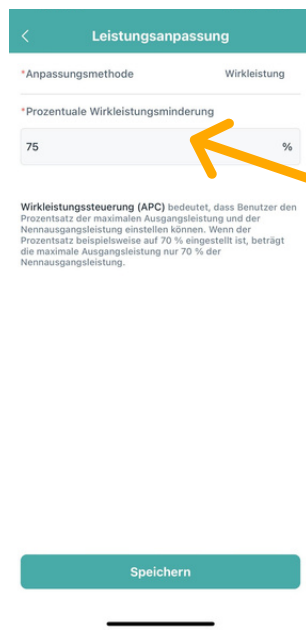 Leistungsanpassung
*Anpassungsmethode Wirkleistung
*Prozentuale Wirkleistungsminderung
75 %
Wirkleistungssteuerung (APC) bedeutet, dass Benutzer den
Prozentsatz der maximalen Ausgangsleistung und der
Nennausgangsleistung einstellen können. Wenn der
Prozentsatz beispielsweise auf 70 % eingestellt ist, beträgt
die maximale Ausgangsleistung nur 70 % der
Nennausgangsleistung.
Speichern